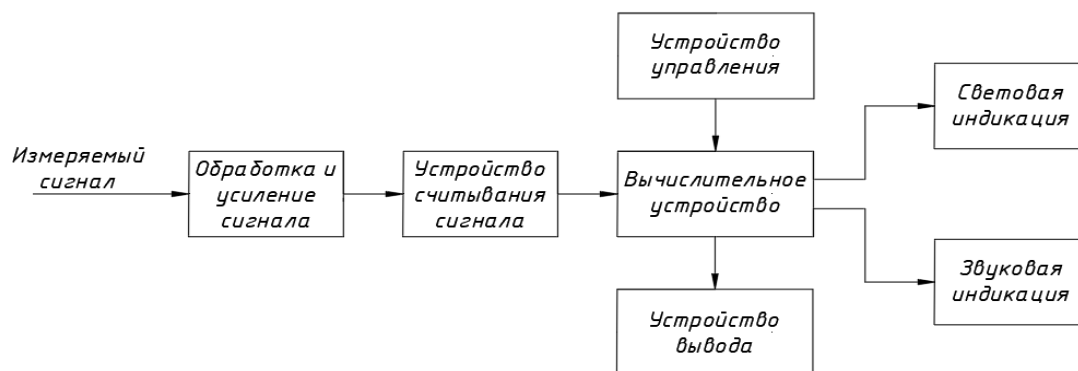 Устройство
управления
Световая
индикация
Измеряемый
сигнал
Обработка и
усиление
сигнала
Устройство
считывания
сигнала
Вычислительное
устройство
Звуковая
индикация
Устройство
вывода